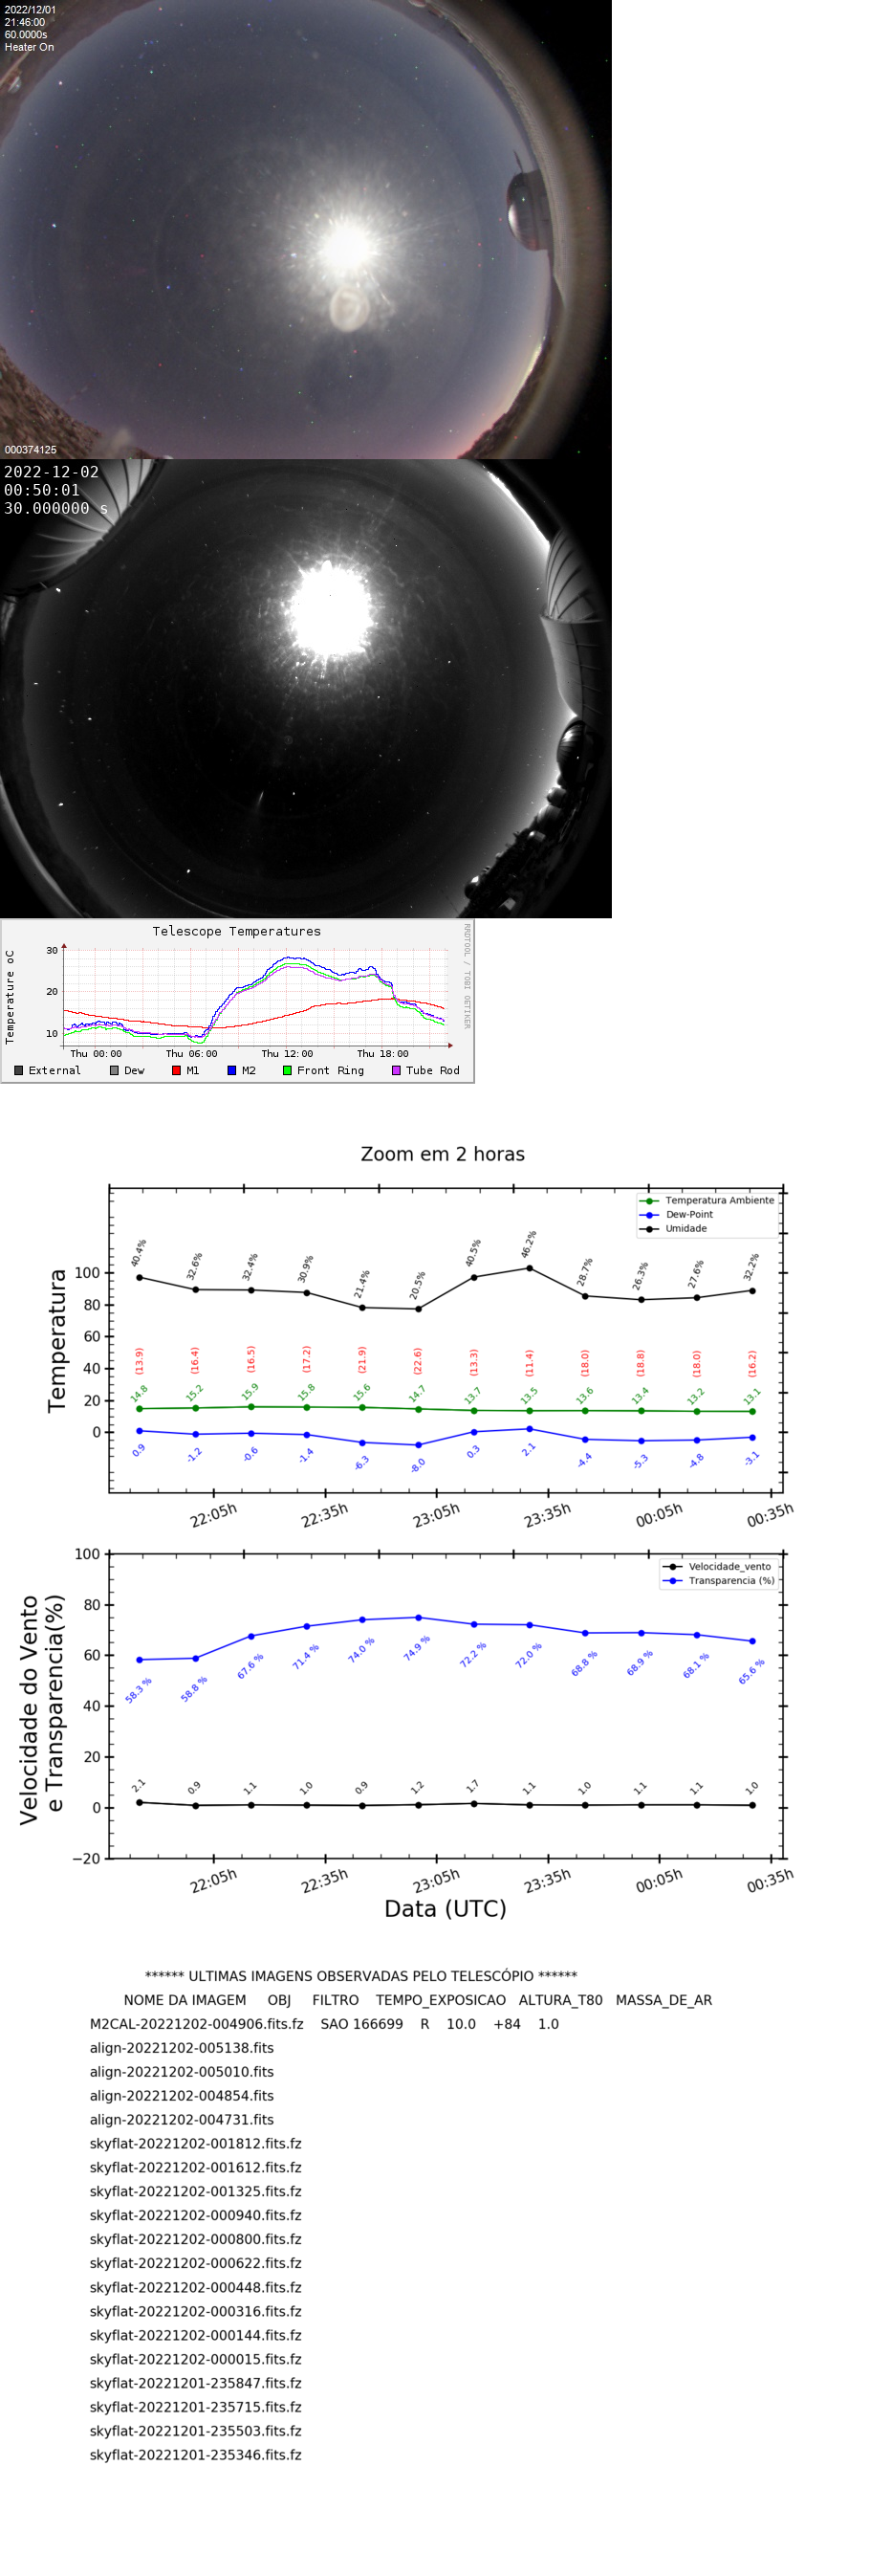 2022/12/01
21:46:00
60.0000s
Heater On
000374125
2022-12-02
00:50:01
30.000000 s
Telescope Temperatures
RRDTOOL / TOBI OETIKER
Temperature oC
30
20
10
Thu 00:00 Thu 06:00 Thu 12:00 Thu 18:00
External Dew M1 M2 Front Ring Tube Rod
Zoom em 2 horas
Temperatura Ambiente
Dew-Point
Umidade
Temperatura
100
80
60
40
20
0
40.4% 32.6% 32.4% 30.9% 21.4% 20.5% 40.5% 46.2% 28.7% 26.3% 27.6% 32.2%
(13.9) (16.4) (16.5) (17.2) (21.9) (22.6) (13.3) (11.4) (18.0) (18.8) (18.0) (16.2)
14.8 15.2 15.9 15.8 15.6 14.7 13.7 13.5 13.6 13.4 13.2 13.1
0.9 -1.2 -0.6 -1.4 -6.3 -8.0 0.3 2.1 -4.4 -5.3 -4.8 -3.1
22:05h 22:35h 23:05h 23:35h 00:05h 00:35h
Velocidade_vento
Transparencia (%)
Velocidade do Vento
e Transparencia(%)
100
80
60
40
20
0
−20
58.3 % 58.8 % 67.6 % 71.4 % 74.0 % 74.9 % 72.2 % 72.0 % 68.8 % 68.9 % 68.1 % 65.6 %
2.1 0.9 1.1 1.0 0.9 1.2 1.7 1.1 1.0 1.1 1.1 1.0
22:05h 22:35h 23:05h 23:35h 00:05h 00:35h
Data (UTC)
****** ULTIMAS IMAGENS OBSERVADAS PELO TELESCÓPIO ******
NOME DA IMAGEM OBJ FILTRO TEMPO_EXPOSICAO ALTURA_T80 MASSA_DE_AR
M2CAL-20221202-004906.fits.fz SAO 166699 R 10.0 +84 1.0
align-20221202-005138.fits
align-20221202-005010.fits
align-20221202-004854.fits
align-20221202-004731.fits
skyflat-20221202-001812.fits.fz
skyflat-20221202-001612.fits.fz
skyflat-20221202-001325.fits.fz
skyflat-20221202-000940.fits.fz
skyflat-20221202-000800.fits.fz
skyflat-20221202-000622.fits.fz
skyflat-20221202-000448.fits.fz
skyflat-20221202-000316.fits.fz
skyflat-20221202-000144.fits.fz
skyflat-20221202-000015.fits.fz
skyflat-20221201-235847.fits.fz
skyflat-20221201-235715.fits.fz
skyflat-20221201-235503.fits.fz
skyflat-20221201-235346.fits.fz